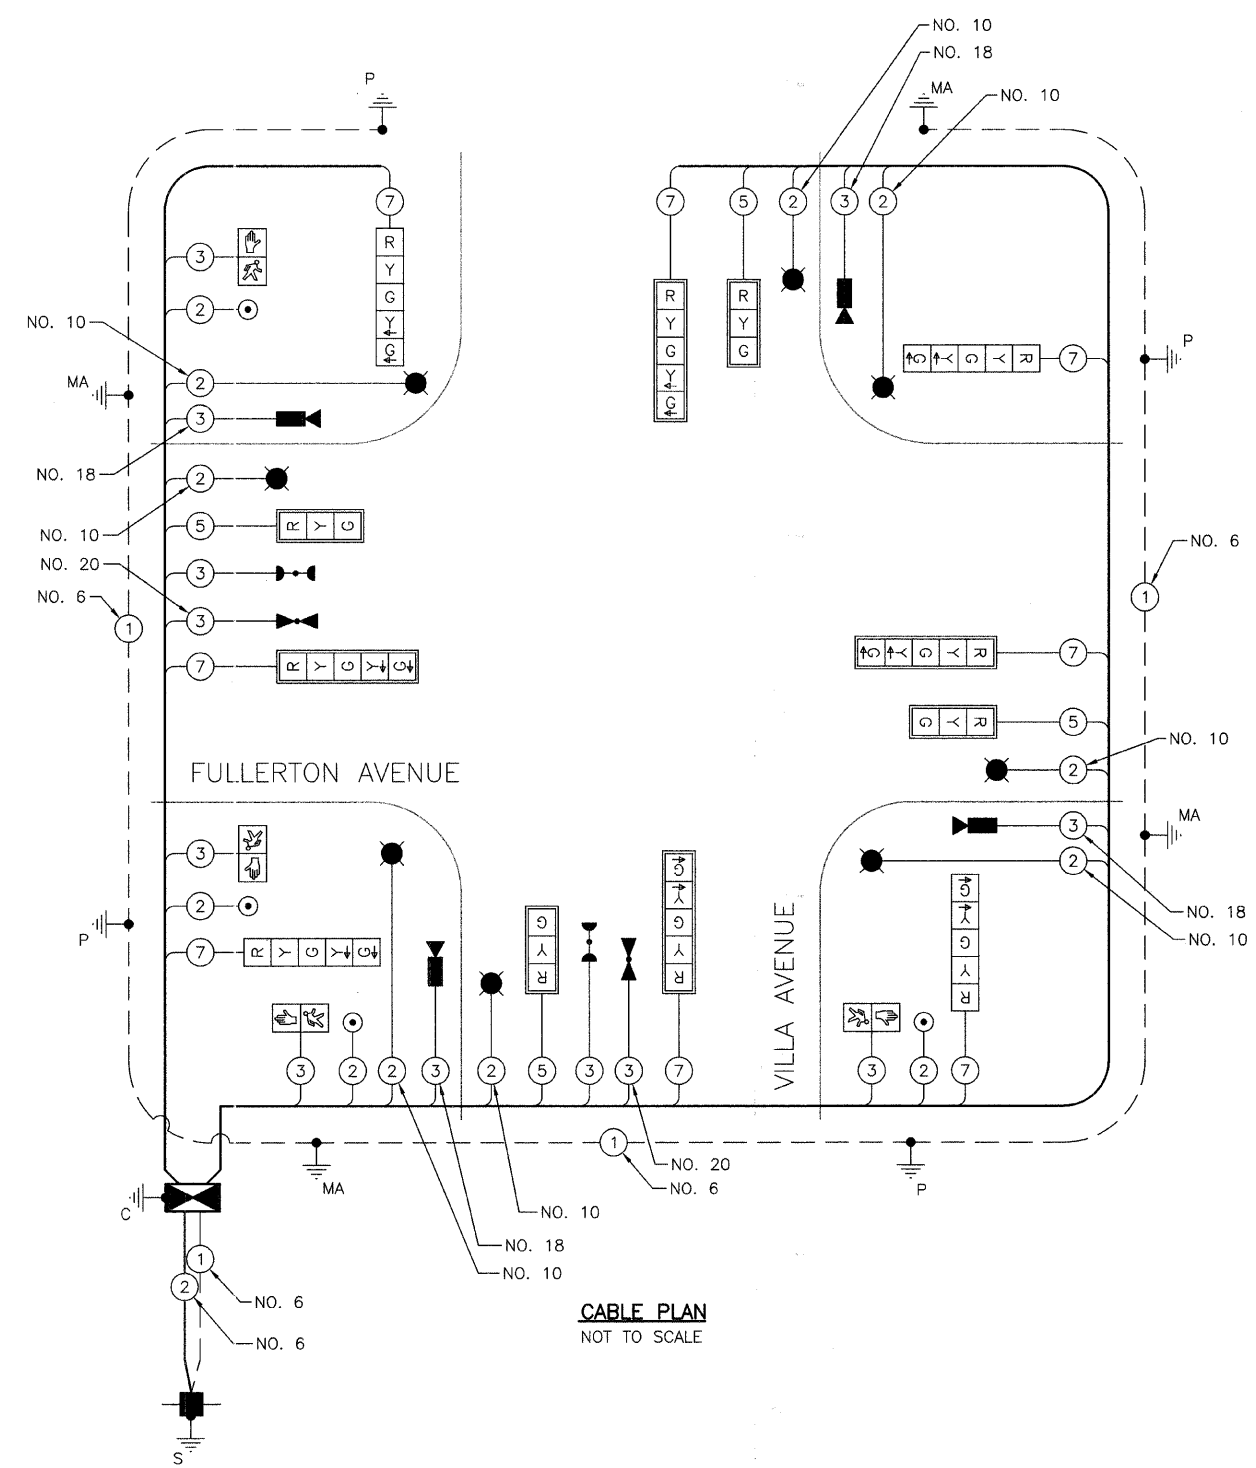 NO. 10
NO. 18
P
MA
NO. 10
7
7
5
2
3
2
3
R
Y
G
Y
G
R
Y
G
Y
G
R
Y
G
2
NO. 10
P
G Y G Y R
7
MA
2
3
NO. 18
2
NO. 10
5
R Y G
NO. 20
3
NO. 6
NO. 6
1
1
3
7
R Y G Y G
G Y G Y R
7
G Y R
5
NO. 10
2
FULLERTON AVENUE
MA
3
3
2
G
Y
G
Y
R
G
Y
G
Y
R
2
NO. 18
NO. 10
G
Y
R
P
7
R Y G Y G
VILLA AVENUE
3
2
2
3
2
5
3
3
7
3
2
7
1
NO. 20
NO. 6
MA
P
C
NO. 10
NO. 18
NO. 10
1
2
NO. 6
NO. 6
CABLE PLAN
NOT TO SCALE
S